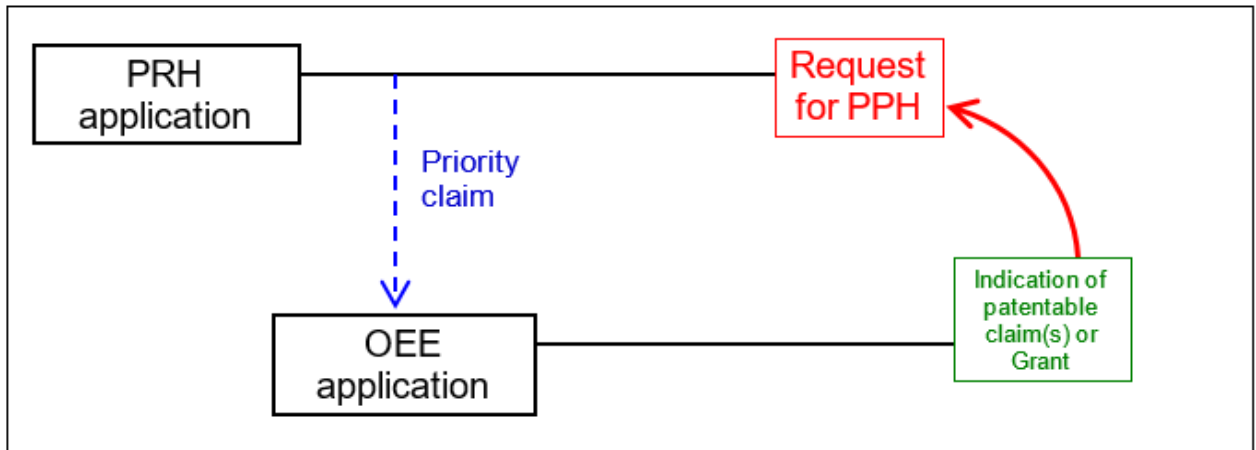 PRH
application
Request
for PPH
Priority
claim
Indication of
patentable
claim(s) or
Grant
OEE
application